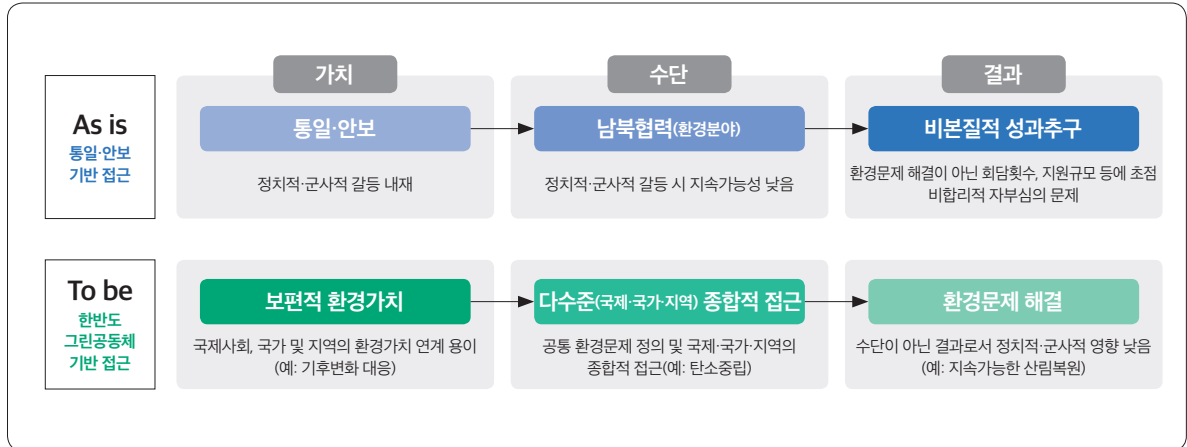 가치
수단
결과
As is
통일·안보
기반 접근
통일·안보
정치적·군사적 갈등 내재
남북협력(환경분야)
정치적·군사적 갈등 시 지속가능성 낮음
비본질적 성과추구
환경문제 해결이 아닌 회담횟수, 지원규모 등에 초점
비합리적 자부심의 문제
To be
한반도
그린공동체
기반 접근
보편적 환경가치
국제사회, 국가 및 지역의 환경가치 연계 용이
(예: 기후변화 대응)
다수준(국제·국가·지역) 종합적 접근
공통 환경문제 정의 및 국제·국가·지역의
종합적 접근(예: 탄소중립)
환경문제 해결
수단이 아닌 결과로서 정치적·군사적 영향 낮음
(예: 지속가능한 산림복원)